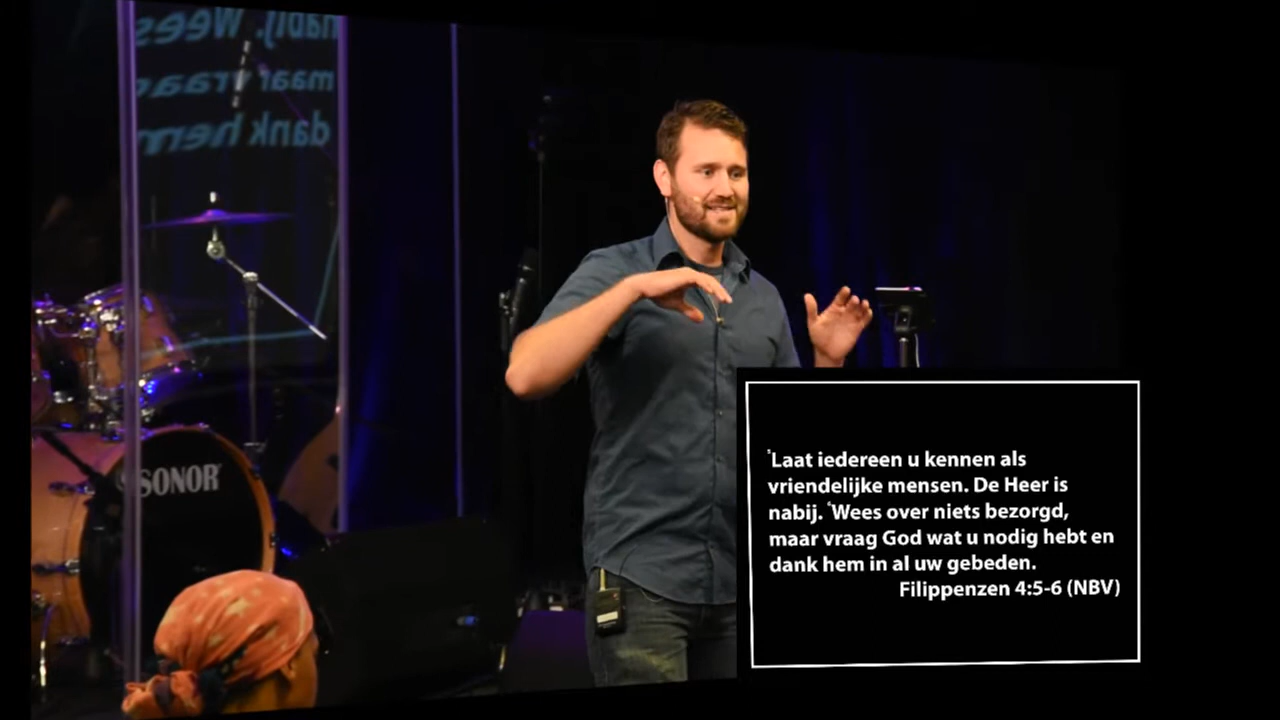 nabij. Wees
maar vraag
dank hem
SONOR
⁵Laat iedereen u kennen als
vriendelijke mensen. De Heer is
nabij. ⁶Wees over niets bezorgd,
maar vraag God wat u nodig hebt en
dank hem in al uw gebeden.
Filippenzen 4:5-6 (NBV)